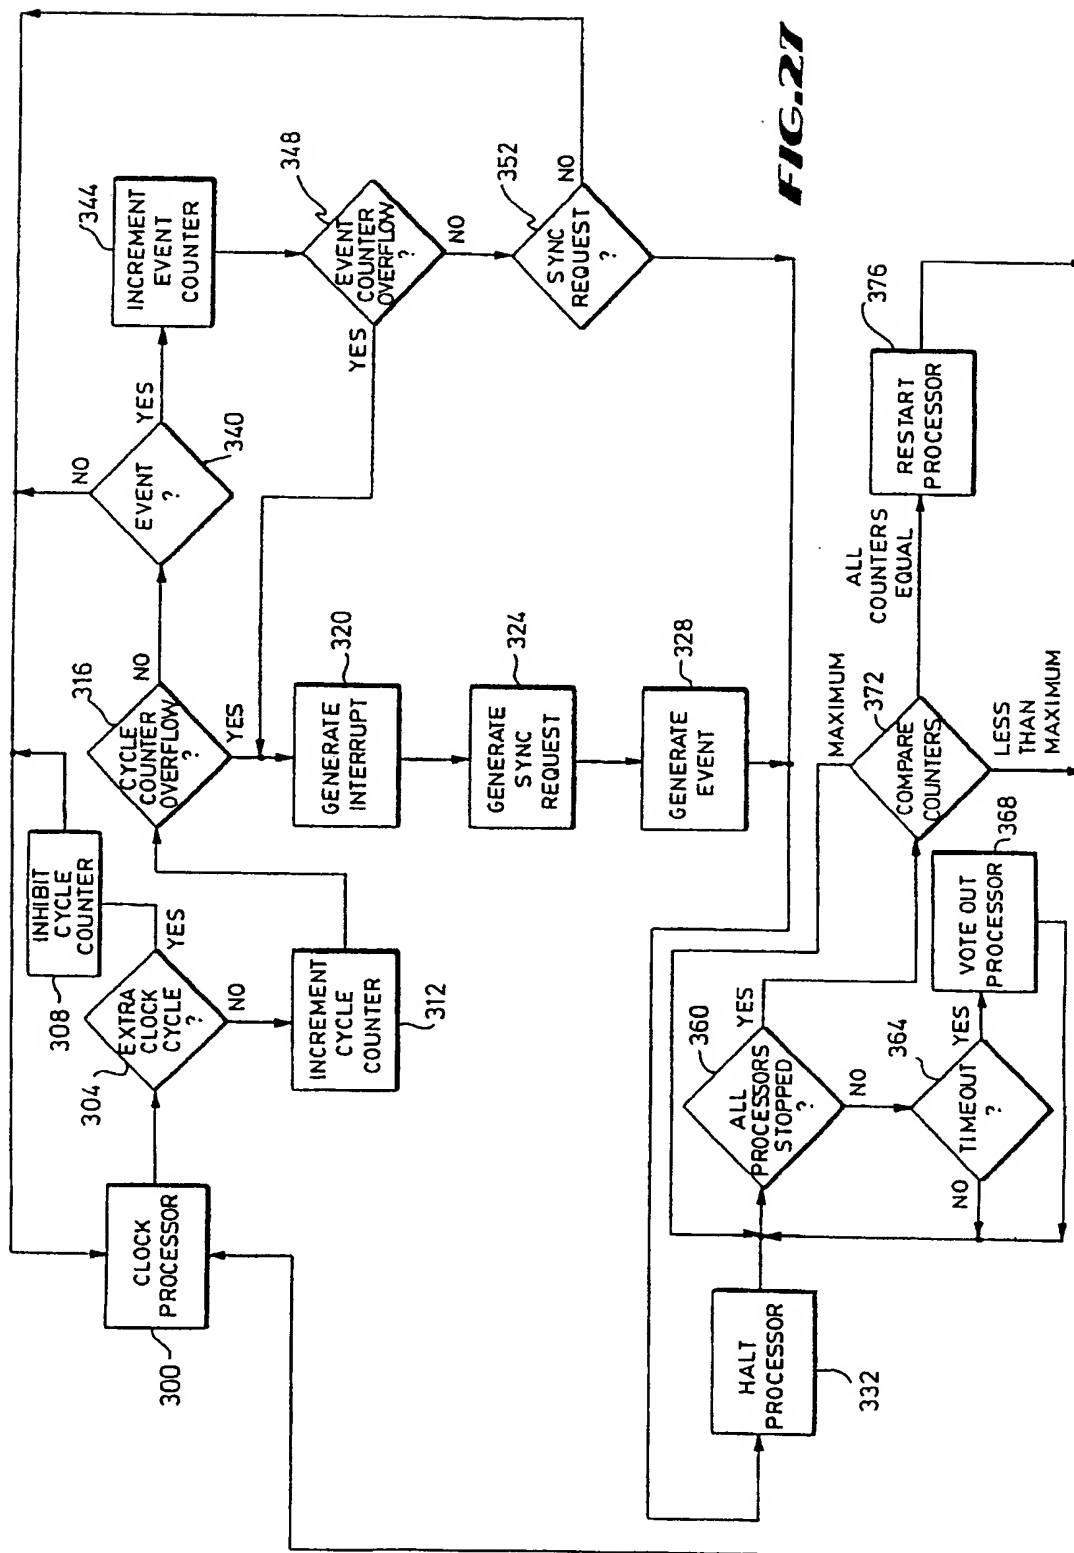 300
CLOCK
PROCESSOR
304
EXTRA
CLOCK
CYCLE
?
YES
NO
308
INHIBIT
CYCLE
COUNTER
INCREMENT
CYCLE
COUNTER
312
316
CYCLE
COUNTER
OVERFLOW
?
NO
YES
320
GENERATE
INTERRUPT
324
GENERATE
SYNC
REQUEST
328
GENERATE
EVENT
EVENT
?
340
NO
YES
344
INCREMENT
EVENT
COUNTER
348
EVENT
COUNTER
OVERFLOW
?
YES
NO
352
SYNC
REQUEST
?
NO
332
HALT
PROCESSOR
360
ALL
PROCESSORS
STOPPED
?
YES
NO
364
TIMEOUT
?
YES
NO
368
VOTE OUT
PROCESSOR
372
COMPARE
COUNTERS
MAXIMUM
LESS
THAN
MAXIMUM
ALL
COUNTERS
EQUAL
376
RESTART
PROCESSOR
FIG. 27